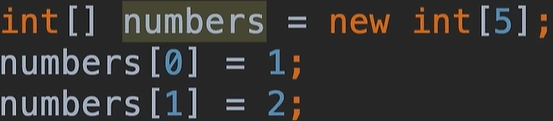 int[] numbers = new int[5];
numbers[0] = 1;
numbers[1] = 2;